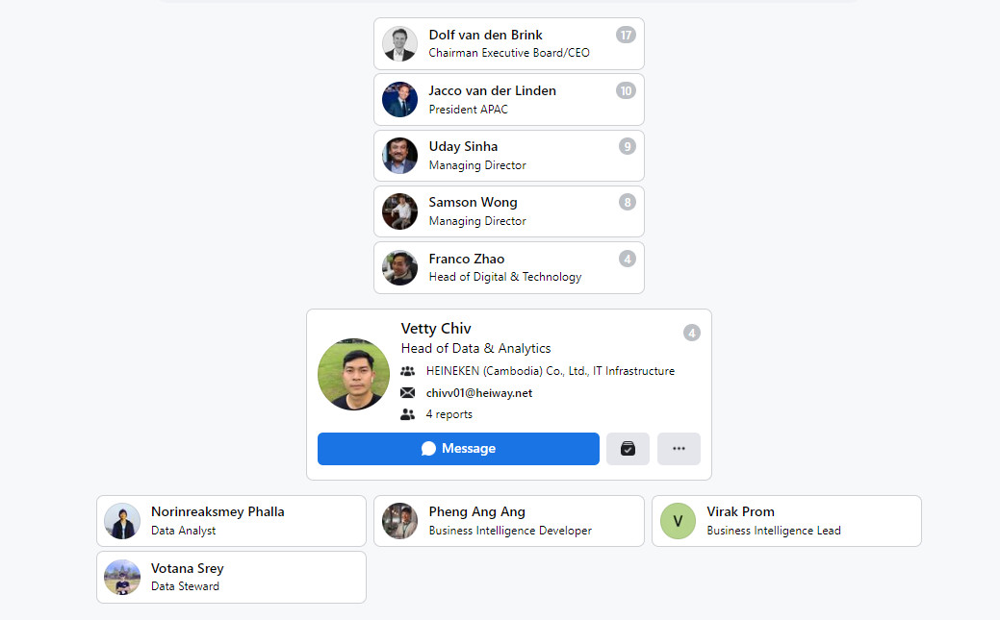 Dolf van den Brink
17
Chairman Executive Board/CEO
Jacco van der Linden
10
President APAC
Uday Sinha
9
Managing Director
Samson Wong
8
Managing Director
Franco Zhao
4
Head of Digital & Technology
Vetty Chiv
4
Head of Data & Analytics
HEINEKEN (Cambodia) Co., Ltd., IT Infrastructure
chivv01@heiway.net
4 reports
Message
Norinreaksmey Phalla
Data Analyst
Pheng Ang Ang
Business Intelligence Developer
V
Virak Prom
Business Intelligence Lead
Votana Srey
Data Steward